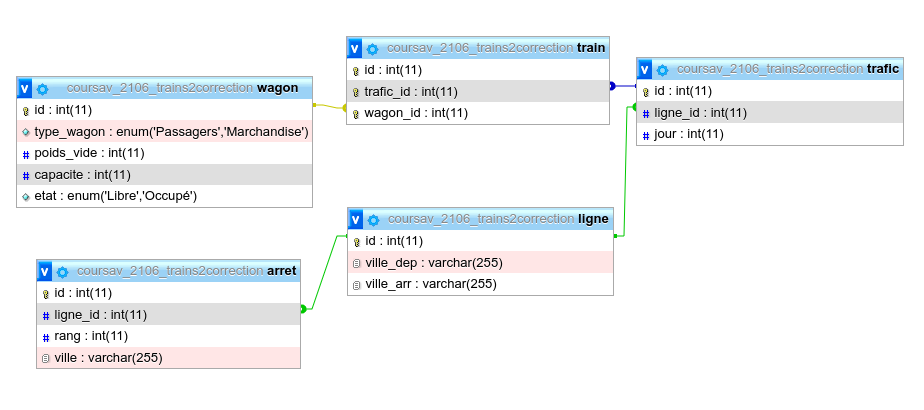 coursav_2106_trains2correction train
id : int(11)
trafic_id : int(11)
wagon_id : int(11)
coursav_2106_trains2correction trafic
id : int(11)
ligne_id : int(11)
jour : int(11)
coursav_2106_trains2correction wagon
id : int(11)
type_wagon : enum('Passagers','Marchandise')
poids_vide : int(11)
capacite : int(11)
etat : enum('Libre','Occupé')
coursav_2106_trains2correction ligne
id : int(11)
ville_dep : varchar(255)
ville_arr : varchar(255)
coursav_2106_trains2correction arret
id : int(11)
ligne_id : int(11)
rang : int(11)
ville : varchar(255)